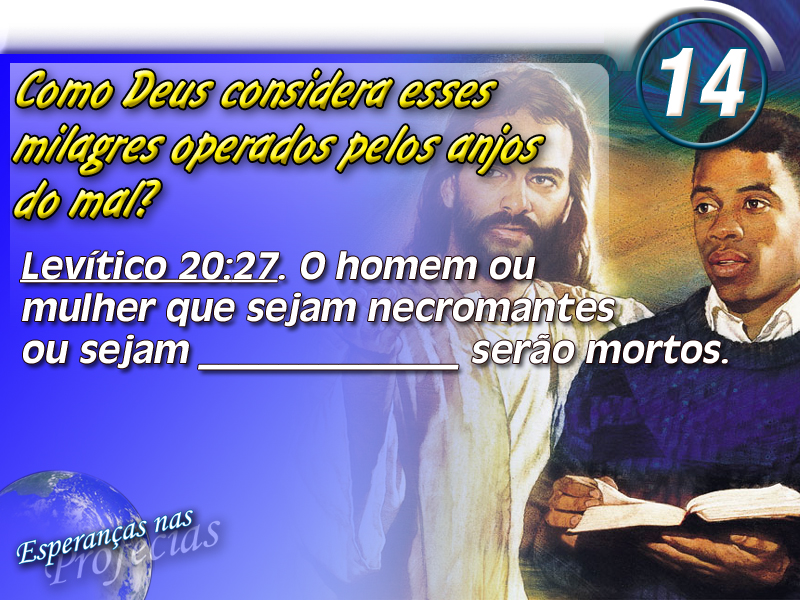 14
Como Deus considera esses
milagres operados pelos anjos
do mal?
Levítico 20:27. O homem ou
mulher que sejam necromantes
ou sejam ______________ serão mortos.
Esperanças nas
Profecias